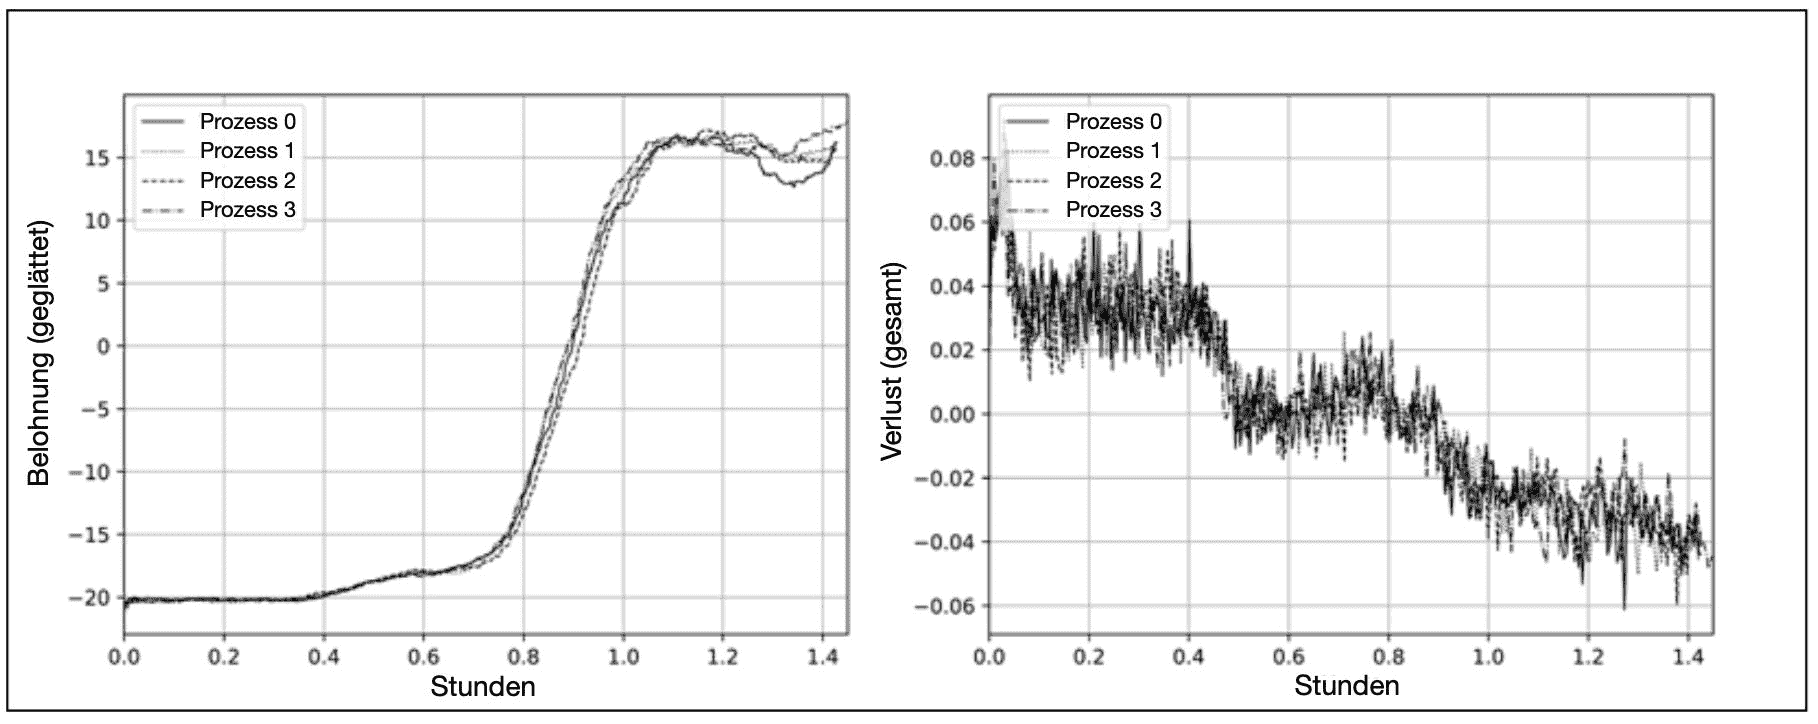 Prozess 0
Prozess 1
Prozess 2
Prozess 3
15
10
5
0
−5
−10
−15
−20
Belohnung (geglättet)
0.0 0.2 0.4 0.6 0.8 1.0 1.2 1.4
Stunden
Prozess 0
Prozess 1
Prozess 2
Prozess 3
0.08
0.06
0.04
0.02
0.00
−0.02
−0.04
−0.06
Verlust (gesamt)
0.0 0.2 0.4 0.6 0.8 1.0 1.2 1.4
Stunden